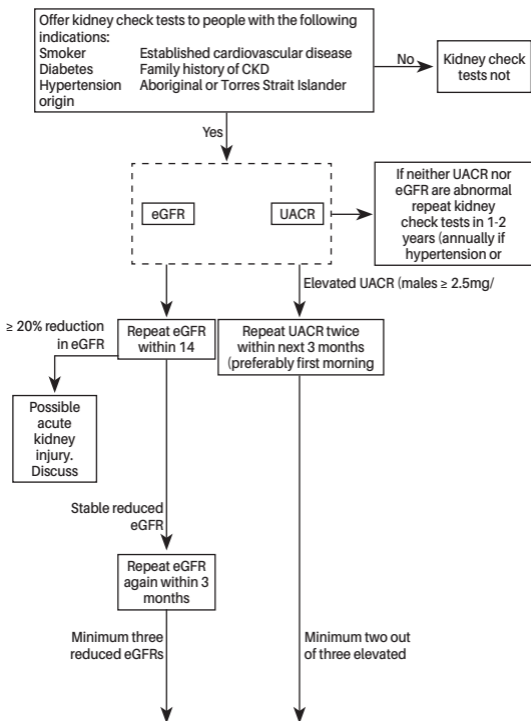 Offer kidney check tests to people with the following
indications:
Smoker Established cardiovascular disease
Diabetes Family history of CKD
Hypertension Aboriginal or Torres Strait Islander
origin
No
Kidney check
tests not
Yes
eGFR
UACR
If neither UACR nor
eGFR are abnormal
repeat kidney
check tests in 1-2
years (annually if
hypertension or
Elevated UACR (males ≥ 2.5mg/
≥ 20% reduction
in eGFR
Repeat eGFR
within 14
Repeat UACR twice
within next 3 months
(preferably first morning
Possible
acute
kidney
injury.
Discuss
Stable reduced
eGFR
Repeat eGFR
again within 3
months
Minimum three
reduced eGFRs
Minimum two out
of three elevated